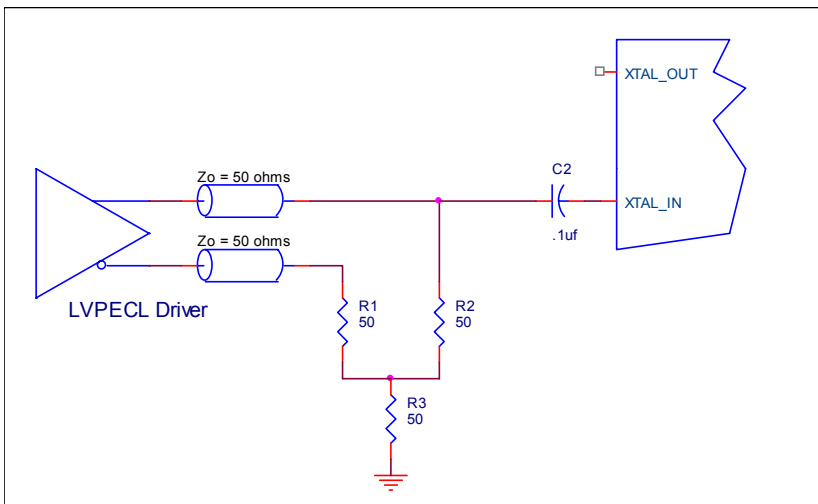 XTAL_OUT
C2
Zo = 50 ohms
XTAL_IN
.1uf
Zo = 50 ohms
LVPECL Driver
R1
50
R2
50
R3
50